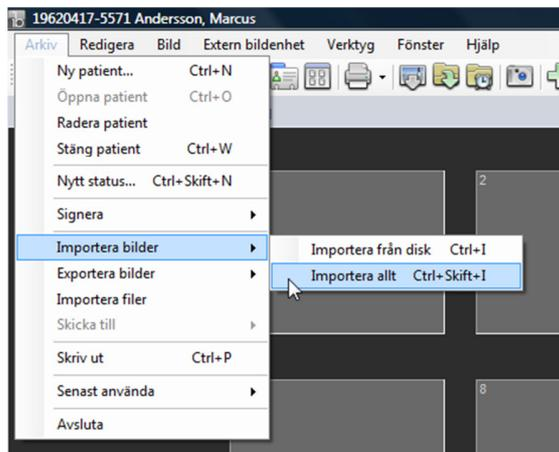 19620417-5571 Andersson, Marcus
Arkiv Redigera Bild Extern bildenhet Verktyg Fönster Hjälp
Ny patient... Ctrl+N
Öppna patient Ctrl+O
Radera patient
Stäng patient Ctrl+W
Nytt status... Ctrl+Skift+N
2
Signera
Importera bilder
Importera från disk Ctrl+I
Exportera bilder
Importera allt Ctrl+Skift+I
Importera filer
Skicka till
Skriv ut Ctrl+P
Senast använda
8
Avsluta